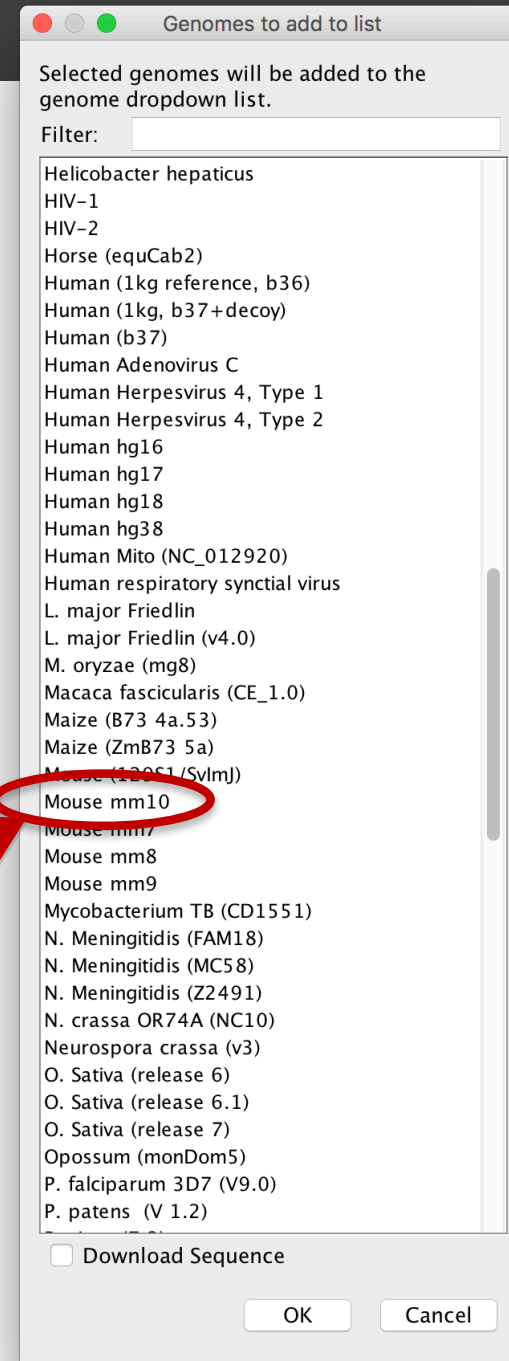 Genomes to add to list
Selected genomes will be added to the
genome dropdown list.
Filter:
Helicobacter hepaticus
HIV-1
HIV-2
Horse (equCab2)
Human (1kg reference, b36)
Human (1kg, b37+decoy)
Human (b37)
Human Adenovirus C
Human Herpesvirus 4, Type 1
Human Herpesvirus 4, Type 2
Human hg16
Human hg17
Human hg18
Human hg38
Human Mito (NC_012920)
Human respiratory synctial virus
L. major Friedlin
L. major Friedlin (v4.0)
M. oryzae (mg8)
Macaca fascicularis (CE_1.0)
Maize (B73 4a.53)
Maize (ZmB73 5a)
Mouse (129S1/SvImJ)
Mouse mm10
Mouse mm7
Mouse mm8
Mouse mm9
Mycobacterium TB (CD1551)
N. Meningitidis (FAM18)
N. Meningitidis (MC58)
N. Meningitidis (Z2491)
N. crassa OR74A (NC10)
Neurospora crassa (v3)
O. Sativa (release 6)
O. Sativa (release 6.1)
O. Sativa (release 7)
Opossum (monDom5)
P. falciparum 3D7 (V9.0)
P. patens (V 1.2)
Download Sequence
OK
Cancel